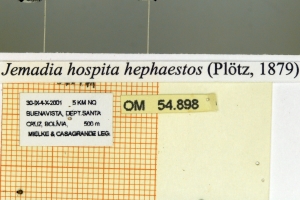 Jemadia hospita hephaestos (Plötz, 1879)
30-IX-4-X-2001 5 KM NO
BUENAVISTA, DEPT. SANTA
CRUZ, BOLÍVIA, 500 m
MIELKE & CASAGRANDE LEG.
OM 54.898